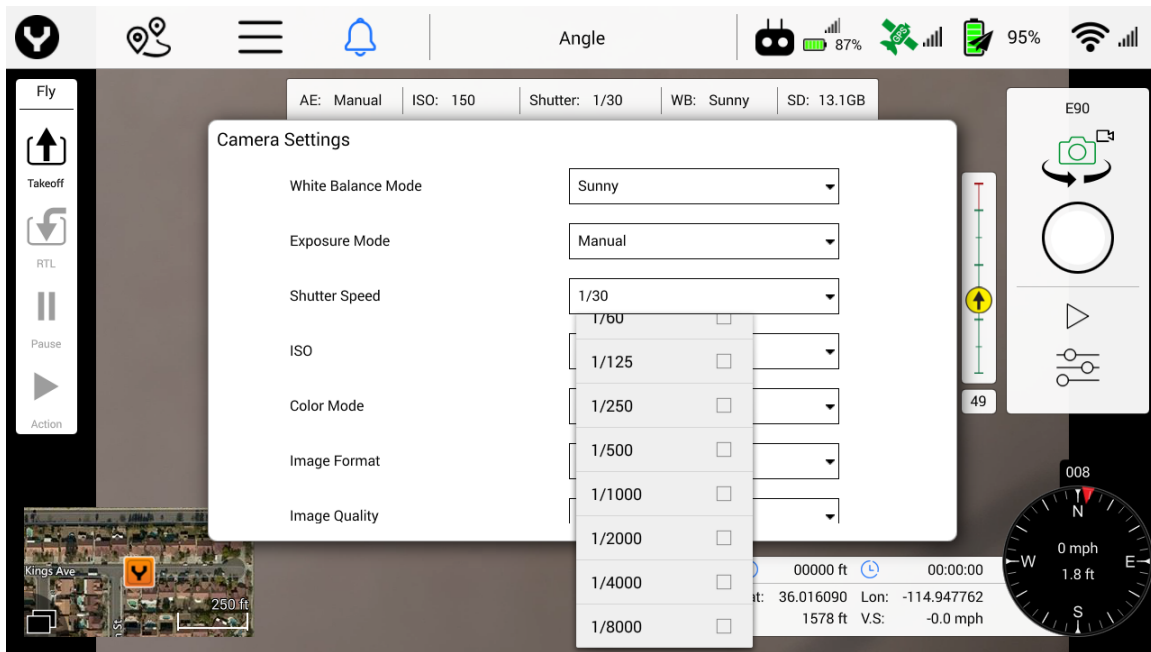 Angle
87%
GPS
95%
Fly
Takeoff
RTL
Pause
Action
AE: Manual
ISO: 150
Shutter: 1/30
WB: Sunny
SD: 13.1GB
Camera Settings
White Balance Mode
Sunny
Exposure Mode
Manual
Shutter Speed
1/30
1/60
1/125
1/250
1/500
1/1000
1/2000
1/4000
1/8000
ISO
Color Mode
Image Format
Image Quality
E90
49
Kings Ave
250 ft
00000 ft
00:00:00
36.016090 Lon: -114.947762
1578 ft V.S: -0.0 mph
008
N
W
E
S
0 mph
1.8 ft